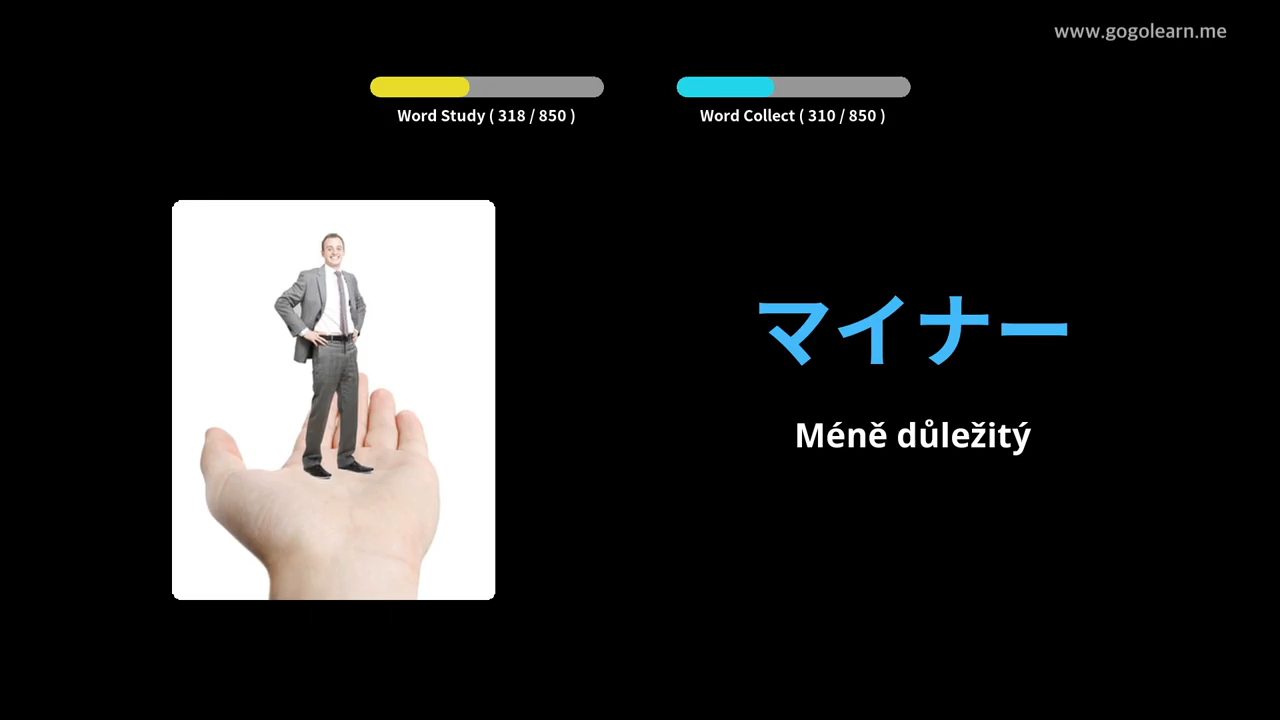 www.gogolearn.me
Word Study ( 318 / 850 )
Word Collect ( 310 / 850 )
マイナー
Méně důležitý